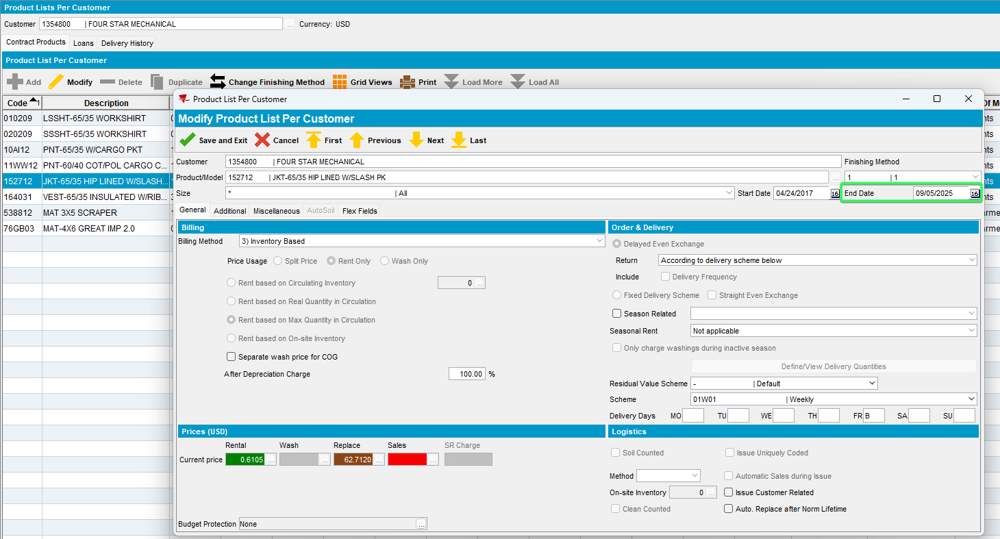 Product Lists Per Customer
Customer 1354800 | FOUR STAR MECHANICAL ... Currency: USD
Contract Products Loans Delivery History
Product List Per Customer
Add Modify Delete Duplicate Change Finishing Method Grid Views Print Load More Load All
Code 1 Description
010209 LSSHT-65/35 WORKSHIRT
020209 SSSHT-65/35 WORKSHIRT
10AI12 PNT-65/35 W/CARGO PKT
11WW12 PNT-60/40 COT/POL CARGO C...
152712 JKT-65/35 HIP LINED W/SLASH...
164031 VEST-65/35 INSULATED W/RIB...
538812 MAT 3X5 SCRAPER
76GB03 MAT-4X6 GREAT IMP 2.0
Product List Per Customer
Modify Product List Per Customer
Save and Exit Cancel First Previous Next Last
Customer 1354800 | FOUR STAR MECHANICAL Finishing Method
Product/Model 152712 | JKT-65/35 HIP LINED W/SLASH PK ... 1 | 1
Size * | All Start Date 04/24/2017 16 End Date 09/05/2025 16
General Additional Miscellaneous AutoSoil Flex Fields
Billing
Billing Method 3) Inventory Based
Price Usage Split Price Rent Only Wash Only
Rent based on Circulating Inventory 0 ...
Rent based on Real Quantity in Circulation
Rent based on Max Quantity in Circulation
Rent based on On-site Inventory
Separate wash price for COG
After Depreciation Charge 100.00 %
Order & Delivery
Delayed Even Exchange
Return According to delivery scheme below
Include Delivery Frequency
Fixed Delivery Scheme Straight Even Exchange
Season Related
Seasonal Rent Not applicable
Only charge washings during inactive season
Define/View Delivery Quantities
Residual Value Scheme - | Default
Scheme 01W01 | Weekly
Delivery Days MO TU WE TH FR B SA SU
Prices (USD)
Rental Wash Replace Sales SR Charge
Current price 0.6105 ... ... 62.7120 ... ...
Budget Protection None ...
Logistics
Soil Counted Issue Uniquely Coded
Method Automatic Sales during Issue
On-site Inventory 0 ... Issue Customer Related
Clean Counted Auto. Replace after Norm Lifetime